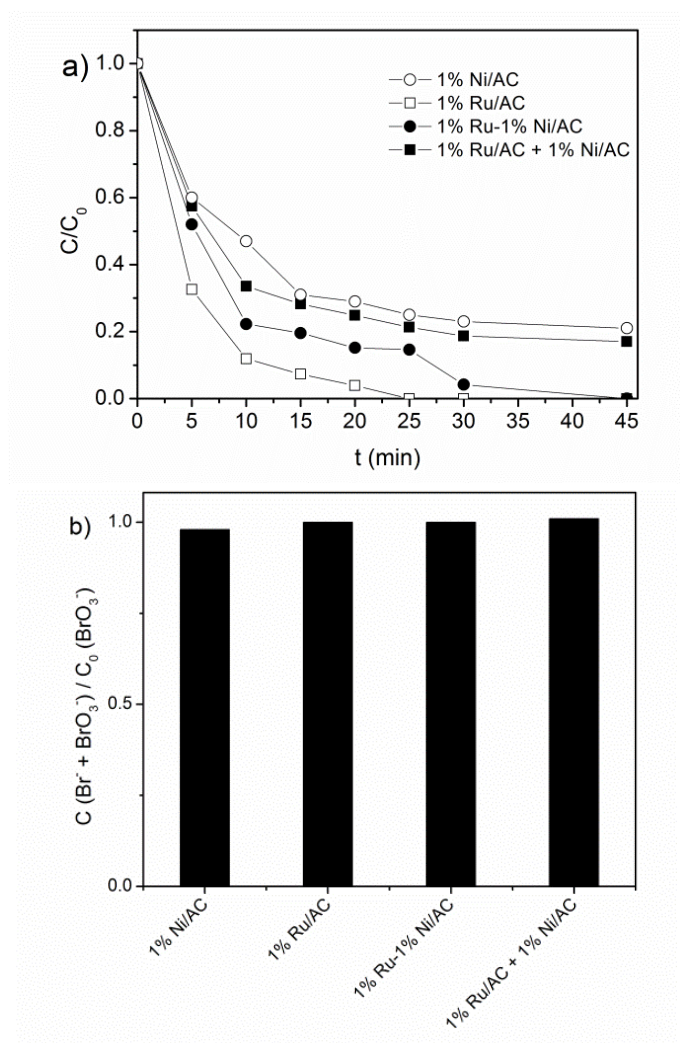 a)
1.0
0.8
0.6
0.4
0.2
0.0
C/C₀
1% Ni/AC
1% Ru/AC
1% Ru-1% Ni/AC
1% Ru/AC + 1% Ni/AC
0 5 10 15 20 25 30 35 40 45
t (min)
b)
1.0
0.5
0.0
C (Br⁻ + BrO₃⁻) / C₀ (BrO₃⁻)
1% Ni/AC
1% Ru/AC
1% Ru-1% Ni/AC
1% Ru/AC + 1% Ni/AC